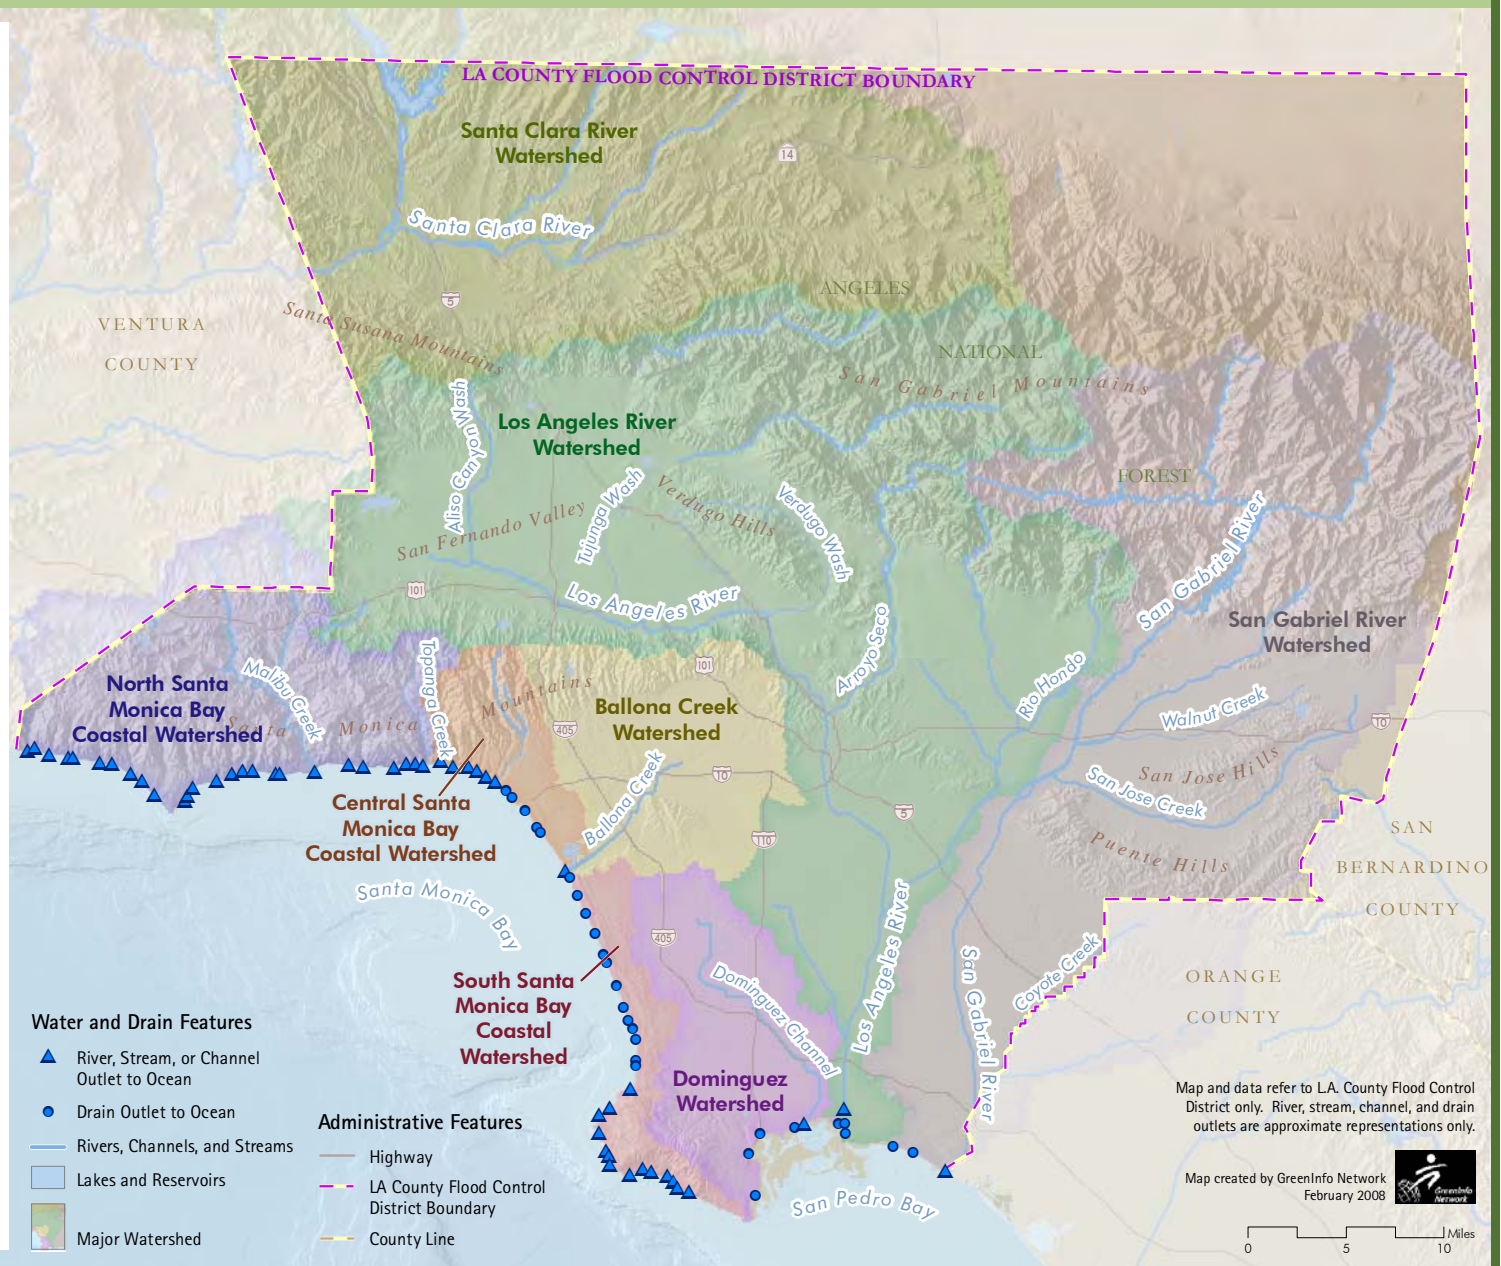 LA COUNTY FLOOD CONTROL DISTRICT BOUNDARY
Santa Clara River
Watershed
14
Santa Clara River
5
ANGELES
Santa Susana Mountains
VENTURA
COUNTY
NATIONAL
San Gabriel Mountains
Aliso Canyon Wash
Los Angeles River
Watershed
FOREST
Tujunga Wash
Verdugo Hills
Verdugo Wash
San Fernando Valley
San Gabriel River
101
Los Angeles River
Arroyo Seco
San Gabriel River
Watershed
Rio Hondo
Topanga Creek
Malibu Creek
North Santa
Monica Bay
Coastal Watershed
Santa Monica Mountains
101
Ballona Creek
Watershed
405
Walnut Creek
10
10
San Jose Hills
San Jose Creek
Ballona Creek
Central Santa
Monica Bay
Coastal Watershed
5
110
Puente Hills
SAN
BERNARDINO
COUNTY
Santa Monica Bay
405
Los Angeles River
San Gabriel River
Coyote Creek
ORANGE
COUNTY
Dominguez Channel
South Santa
Monica Bay
Coastal
Watershed
Dominguez
Watershed
San Pedro Bay
Water and Drain Features
River, Stream, or Channel
Outlet to Ocean
Drain Outlet to Ocean
Rivers, Channels, and Streams
Lakes and Reservoirs
Major Watershed
Administrative Features
Highway
LA County Flood Control
District Boundary
County Line
Map and data refer to L.A. County Flood Control
District only. River, stream, channel, and drain
outlets are approximate representations only.
Map created by GreenInfo Network
February 2008
GreenInfo
Network
Miles
0 5 10